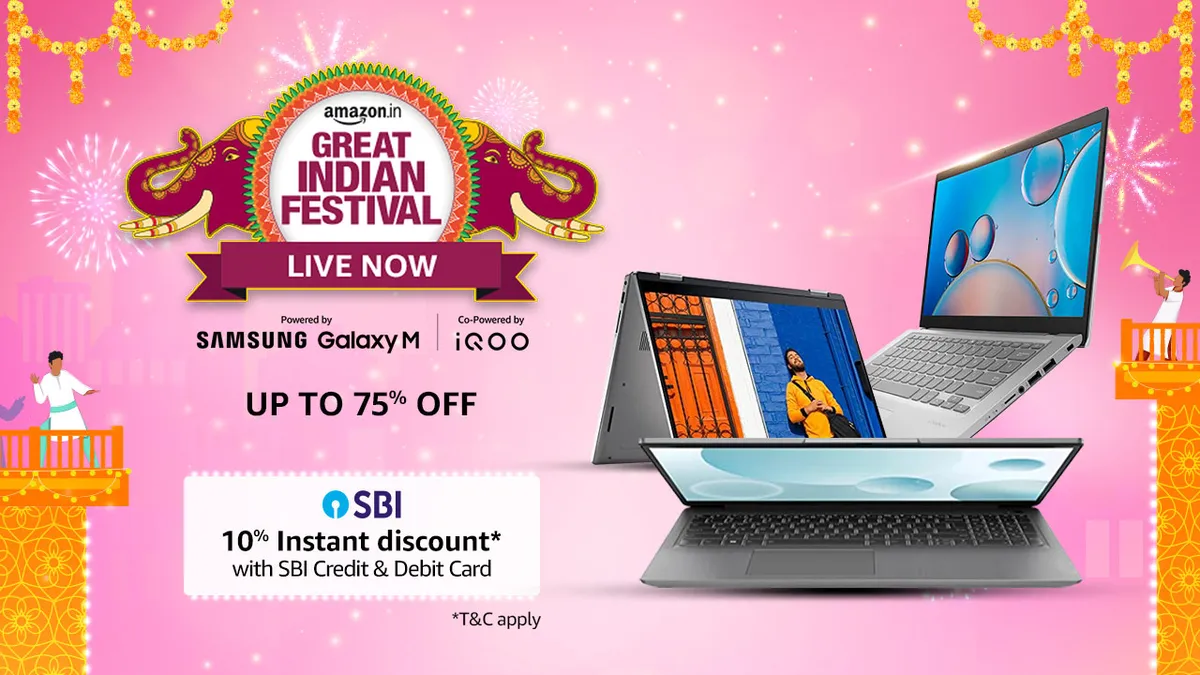 amazon.in
GREAT
INDIAN
FESTIVAL
LIVE NOW
Powered by
SAMSUNG Galaxy M
Co-Powered by
iQOO
UP TO 75% OFF
SBI
10% Instant discount*
with SBI Credit & Debit Card
*T&C apply